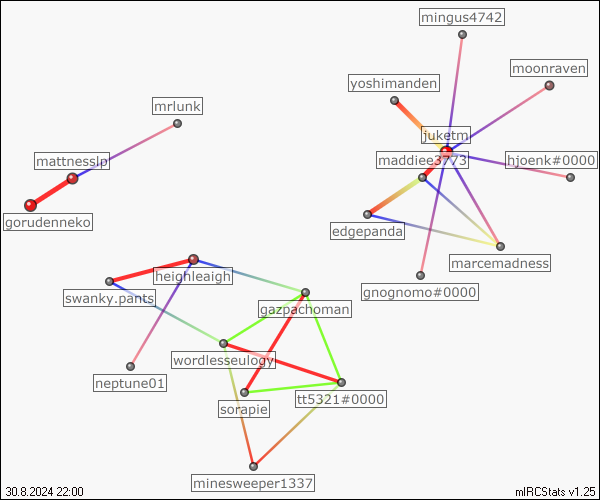 mingus4742
moonraven
yoshimanden
mrlunk
juketm
mattnesslp
maddiee3773
hjoenk#0000
gorudenneko
edgepanda
marcemadness
heighleaigh
gnognomo#0000
swanky.pants
gazpachoman
wordlesseulogy
neptune01
tt5321#0000
sorapie
minesweeper1337
30.8.2024 22:00
mIRCStats v1.25